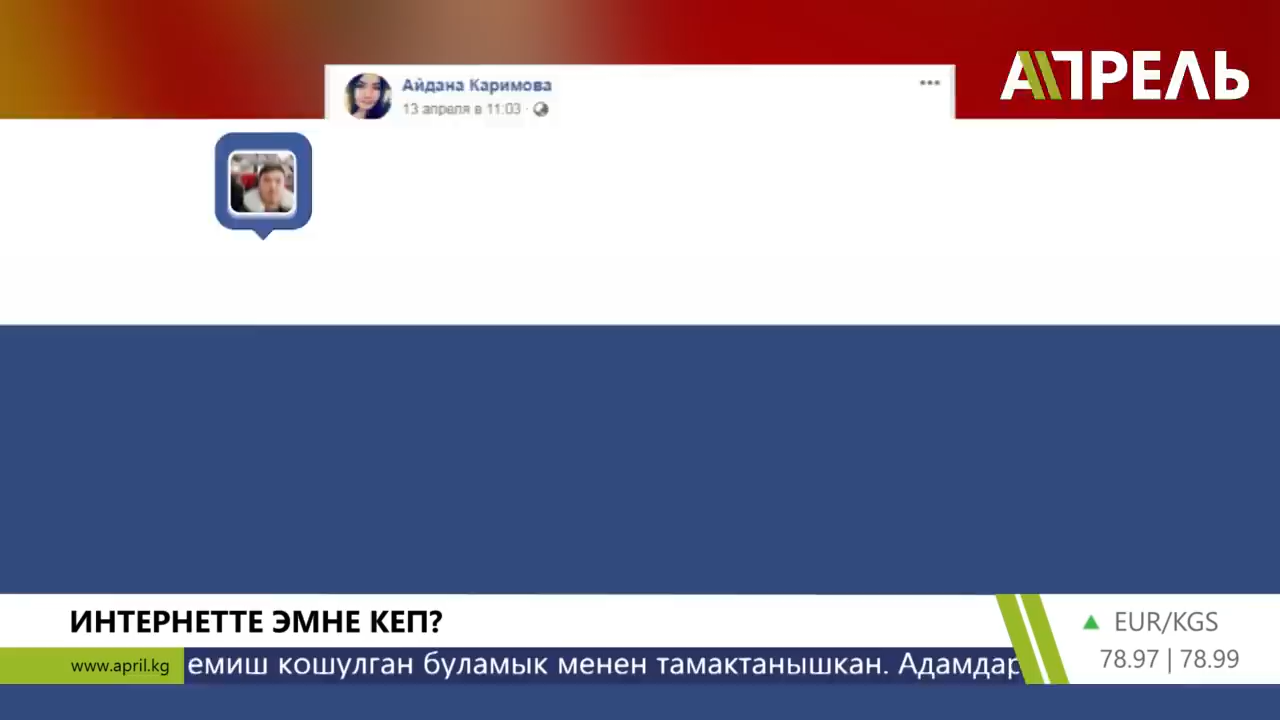 АПРЕЛЬ
Айдана Каримова
13 апреля в 11:03
ИНТЕРНЕТТЕ ЭМНЕ КЕП?
EUR/KGS
78.97 | 78.99
www.april.kg
емиш кошулган буламык менен тамактанышкан. Адамдар